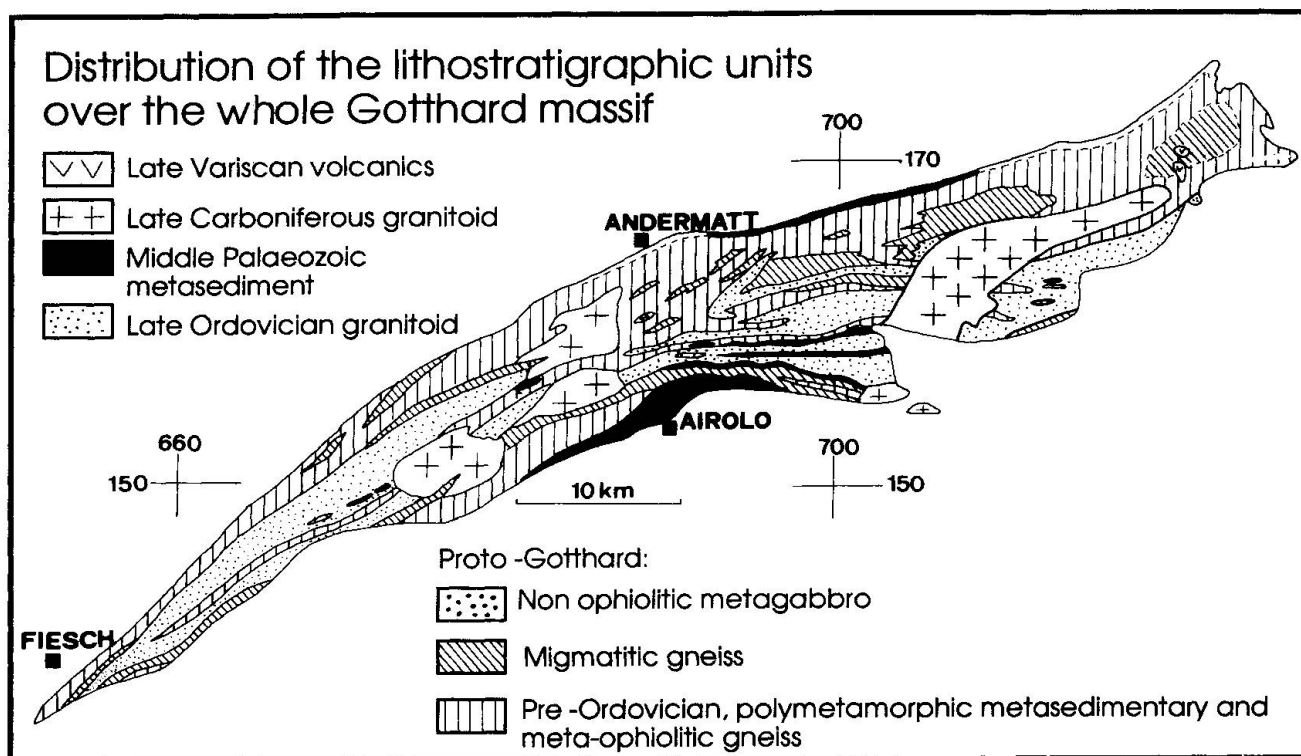 Distribution of the lithostratigraphic units
over the whole Gotthard massif
Late Variscan volcanics
Late Carboniferous granitoid
Middle Palaeozoic
metasediment
Late Ordovician granitoid
700
170
ANDERMATT
AIROLO
660
150
700
150
10 km
FIESCH
Proto -Gotthard:
Non ophiolitic metagabbro
Migmatitic gneiss
Pre -Ordovician, polymetamorphic metasedimentary and
meta-ophiolitic gneiss